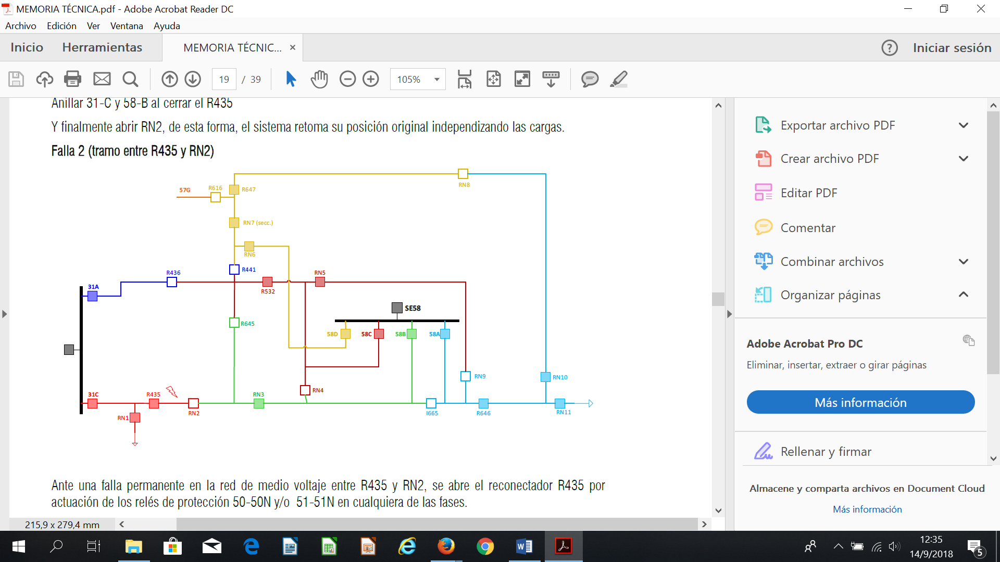 MEMORIA TÉCNICA.pdf - Adobe Acrobat Reader DC
Archivo Edición Ver Ventana Ayuda
Inicio Herramientas MEMORIA TÉCNIC... × ? Iniciar sesión
19 / 39 105%
Anillar 31-C y 58-B al cerrar el R435
Y finalmente abrir RN2, de esta forma, el sistema retoma su posición original independizando las cargas.
Falla 2 (tramo entre R435 y RN2)
RN8
57G R616 R647
RN7 (secc.)
RN6
R436 R441 RN5
31A R532
SE58
R645
58D 58C 58B 58A
RN9 RN10
RN4
31C R435 RN3
RN1 RN2 I665 R646 RN11
Ante una falla permanente en la red de medio voltaje entre R435 y RN2, se abre el reconectador R435 por
actuación de los relés de protección 50-50N y/o 51-51N en cualquiera de las fases.
215,9 x 279,4 mm
Exportar archivo PDF
Crear archivo PDF
Editar PDF
Comentar
Combinar archivos
Organizar páginas
Adobe Acrobat Pro DC
Eliminar, insertar, extraer o girar páginas
Más información
Rellenar y firmar
Almacene y comparta archivos en Document Cloud
Más información
12:35
14/9/2018
5